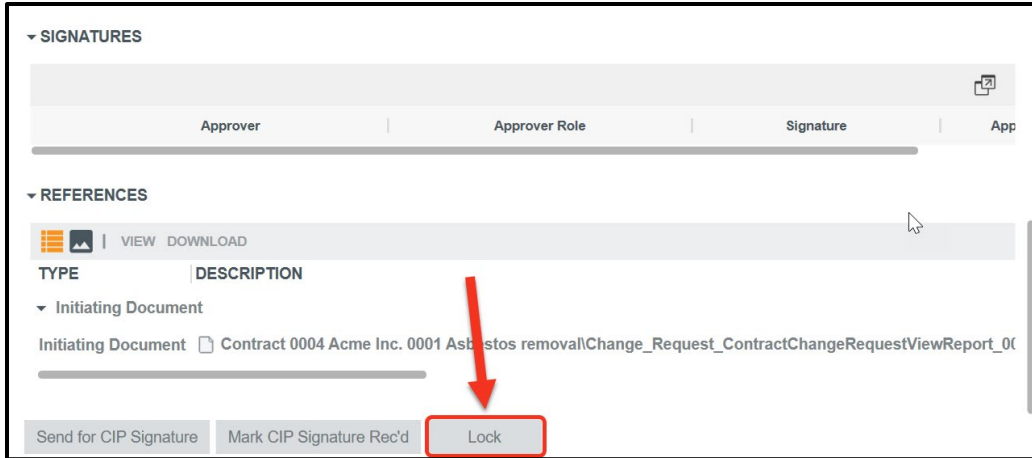 SIGNATURES
Approver Approver Role Signature App
REFERENCES
VIEW DOWNLOAD
TYPE DESCRIPTION
Initiating Document
Initiating Document Contract 0004 Acme Inc. 0001 Asbestos removal\Change_Request_ContractChangeRequestViewReport_00
Send for CIP Signature Mark CIP Signature Rec'd Lock